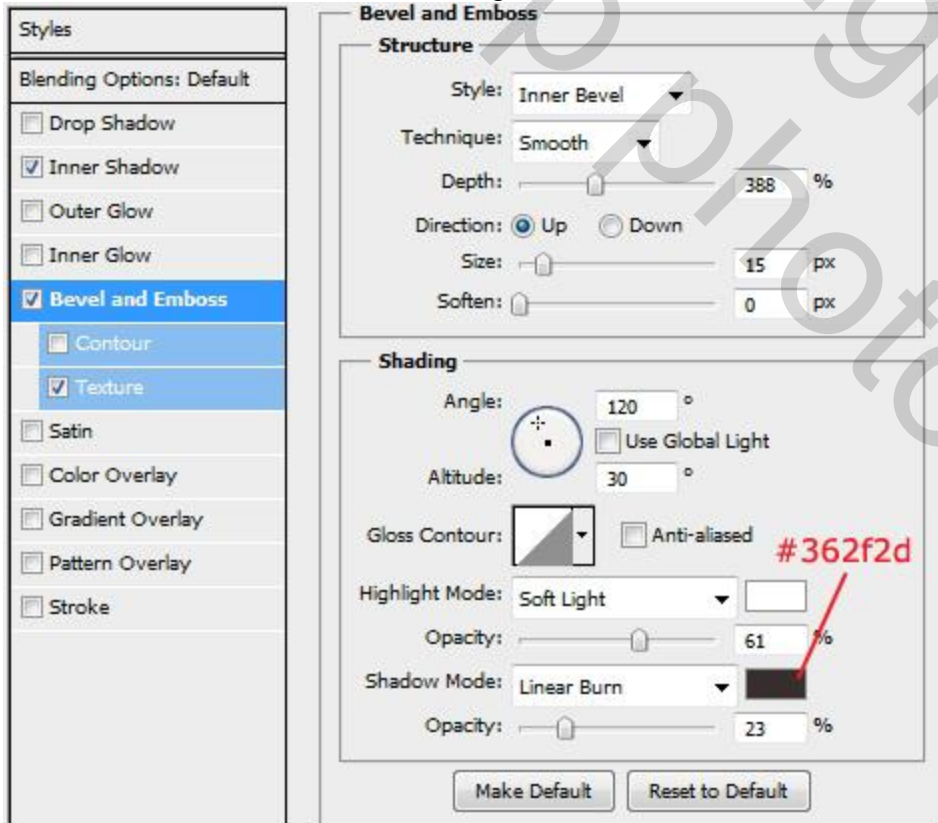 Styles
Blending Options: Default
Drop Shadow
Inner Shadow
Outer Glow
Inner Glow
Bevel and Emboss
Contour
Texture
Satin
Color Overlay
Gradient Overlay
Pattern Overlay
Stroke
Bevel and Emboss
Structure
Style: Inner Bevel
Technique: Smooth
Depth: 388 %
Direction: Up Down
Size: 15 px
Soften: 0 px
Shading
Angle: 120 °
Use Global Light
Altitude: 30 °
Gloss Contour: Anti-aliased
#362f2d
Highlight Mode: Soft Light
Opacity: 61 %
Shadow Mode: Linear Burn
Opacity: 23 %
Make Default Reset to Default